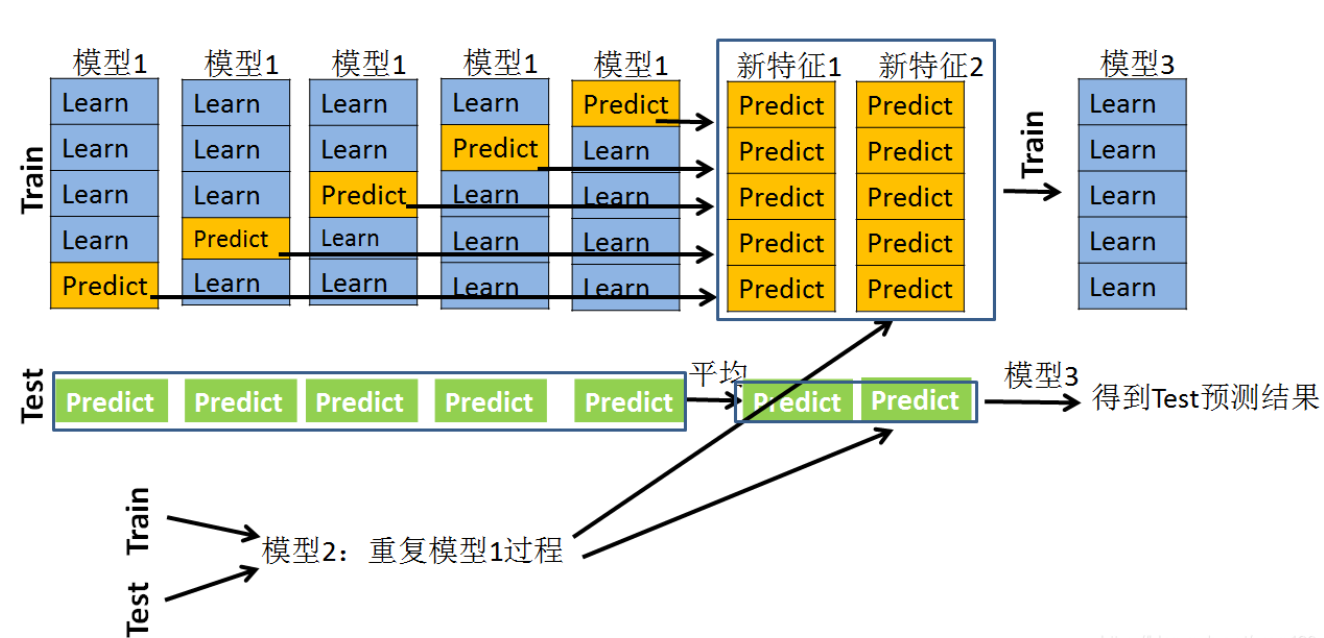 模型1 模型1 模型1 模型1 模型1 新特征1 新特征2 模型3
Train
Learn Learn Learn Learn Predict Predict Predict Learn
Learn Learn Learn Predict Learn Predict Predict Learn
Learn Learn Predict Learn Learn Predict Predict Learn
Learn Predict Learn Learn Learn Predict Predict Learn
Predict Learn Learn Learn Learn Predict Predict Learn
Train
Test
Predict Predict Predict Predict Predict
平均
Predict Predict
模型3
得到Test预测结果
Train
模型2：重复模型1过程
Test